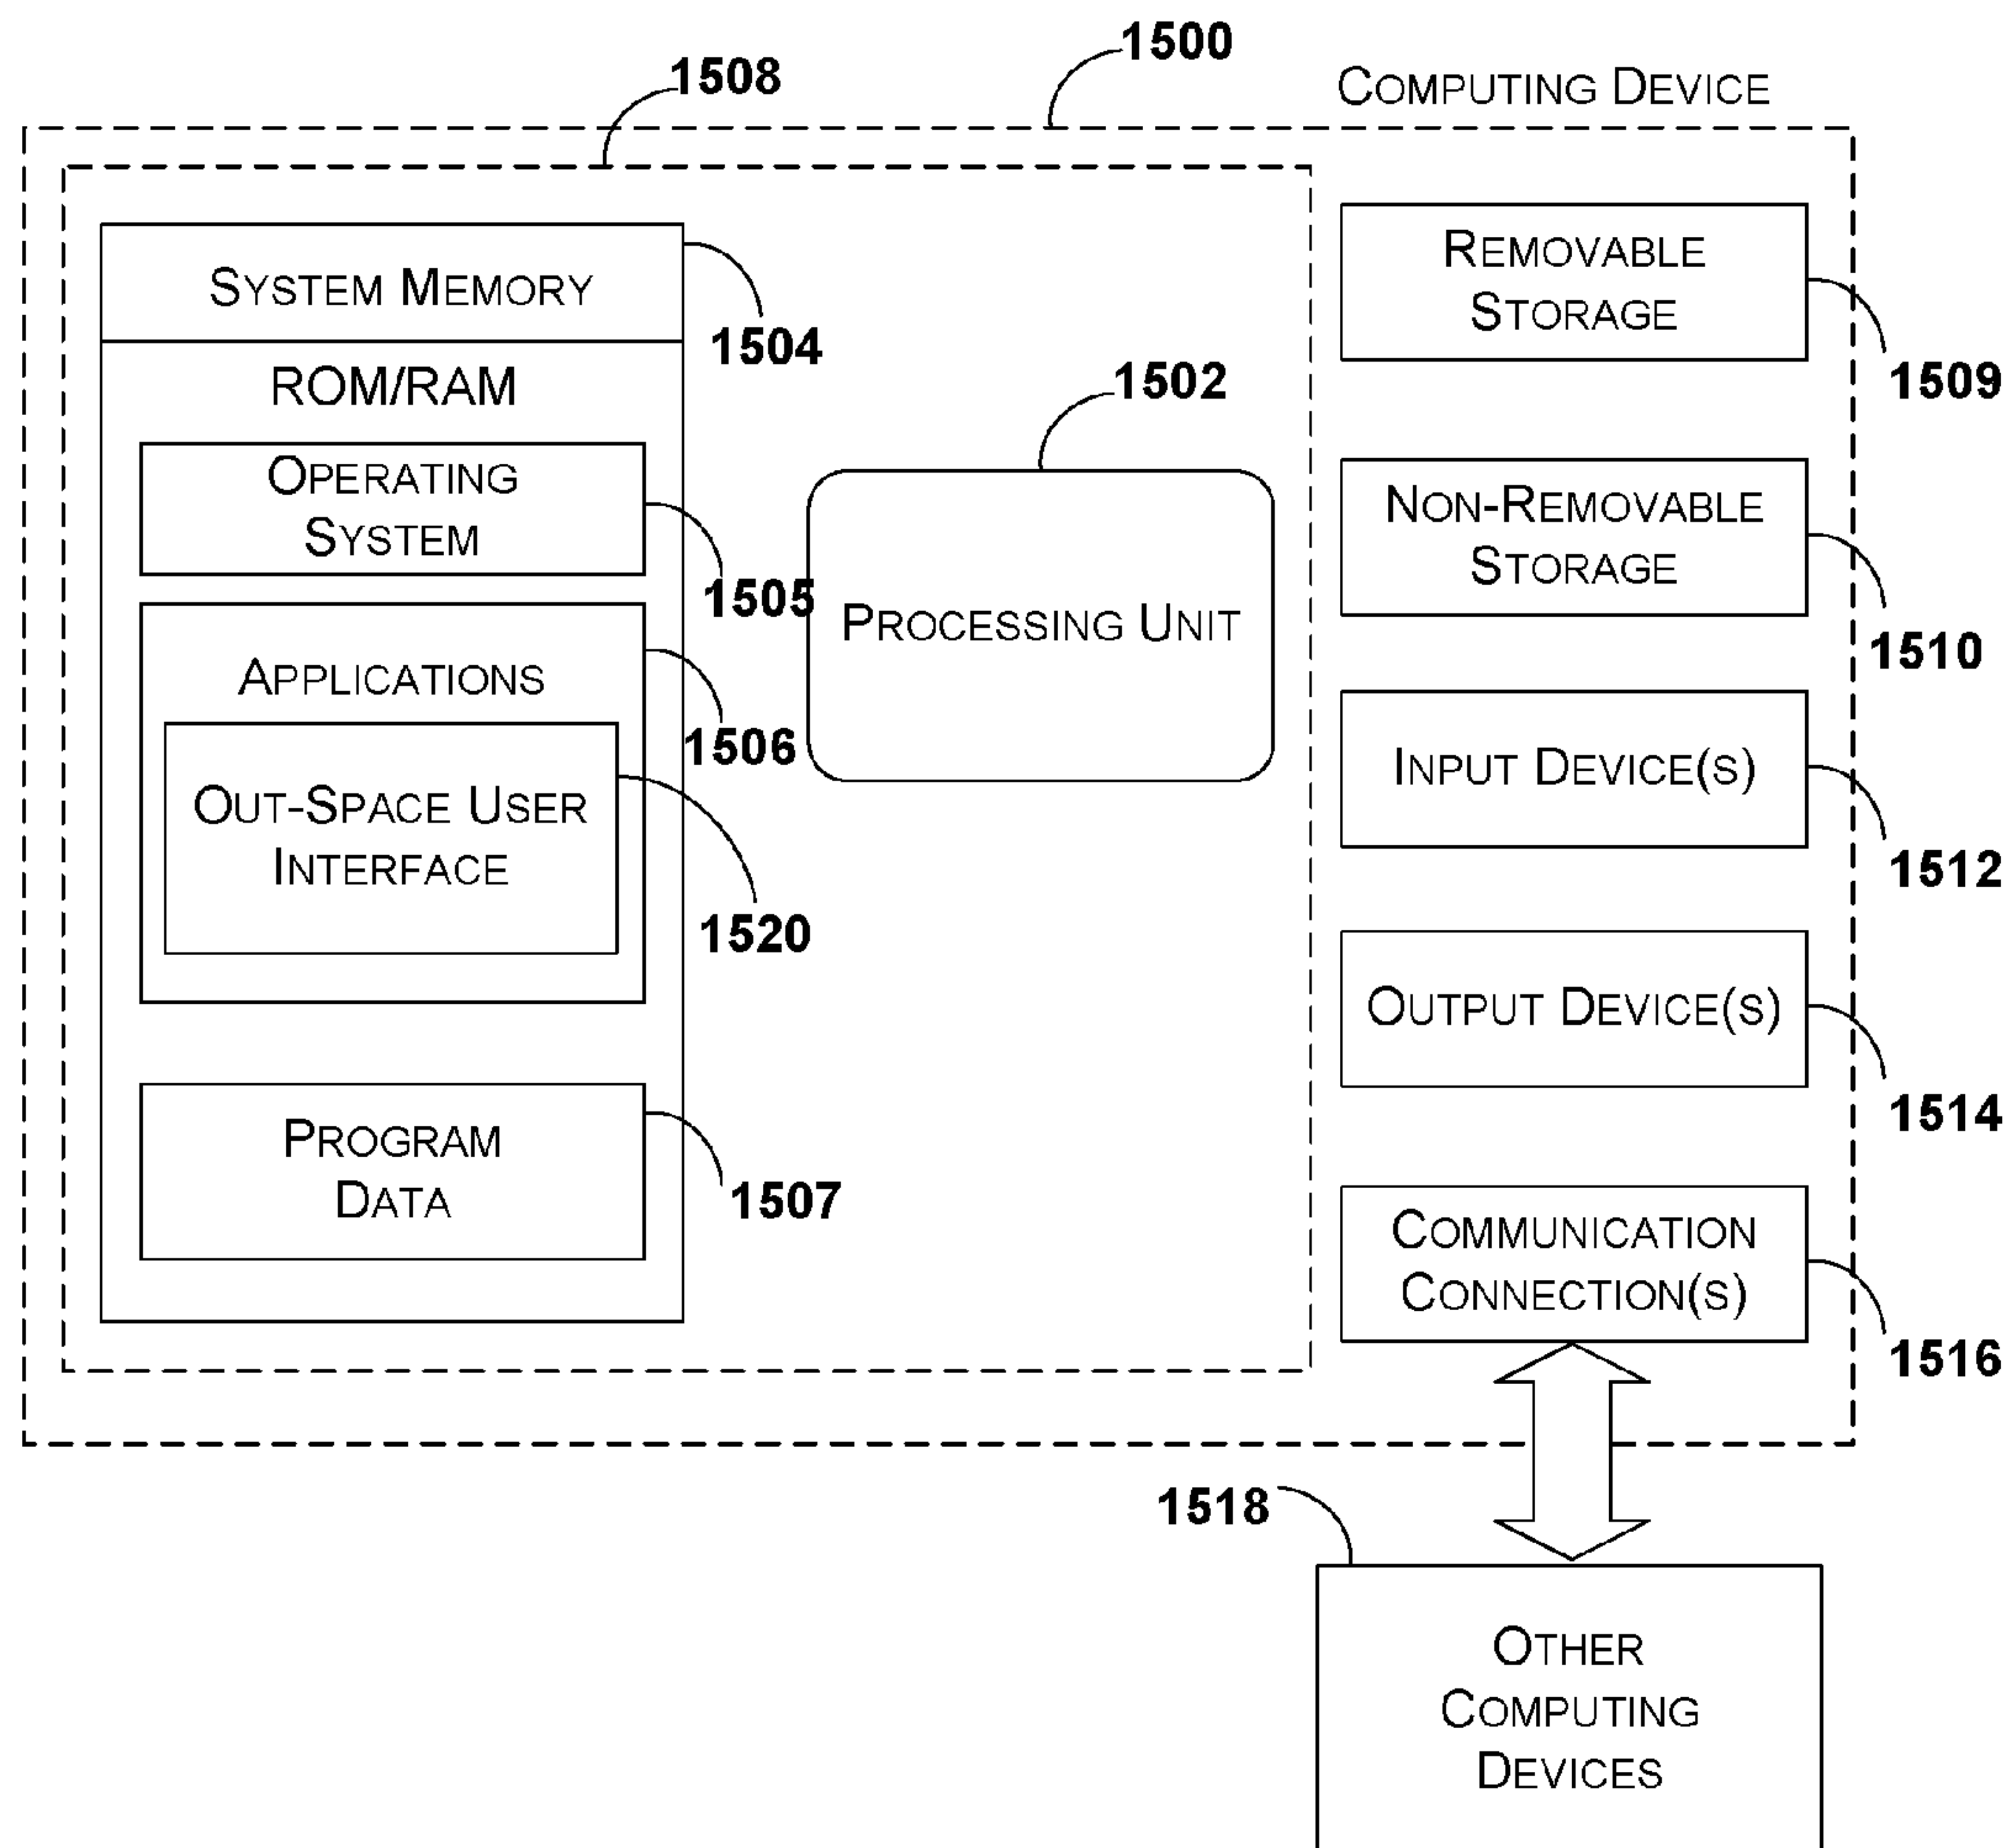 1500
1508
COMPUTING DEVICE
SYSTEM MEMORY
1504
ROM/RAM
OPERATING
SYSTEM
1505
APPLICATIONS
1506
OUT-SPACE USER
INTERFACE
1520
PROGRAM
DATA
1507
1502
PROCESSING UNIT
REMOVABLE
STORAGE
1509
NON-REMOVABLE
STORAGE
1510
INPUT DEVICE(S)
1512
OUTPUT DEVICE(S)
1514
COMMUNICATION
CONNECTION(S)
1516
1518
OTHER
COMPUTING
DEVICES